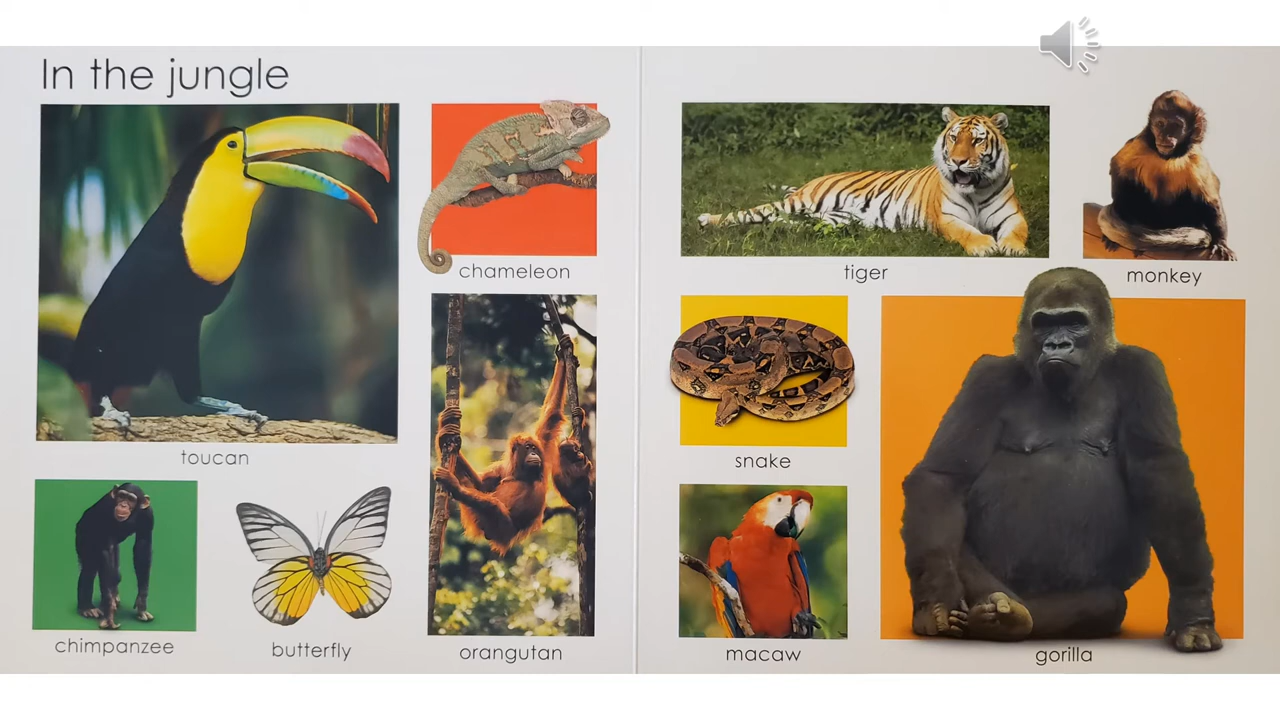 In the jungle
toucan
chameleon
chimpanzee
butterfly
orangutan
tiger
monkey
snake
macaw
gorilla